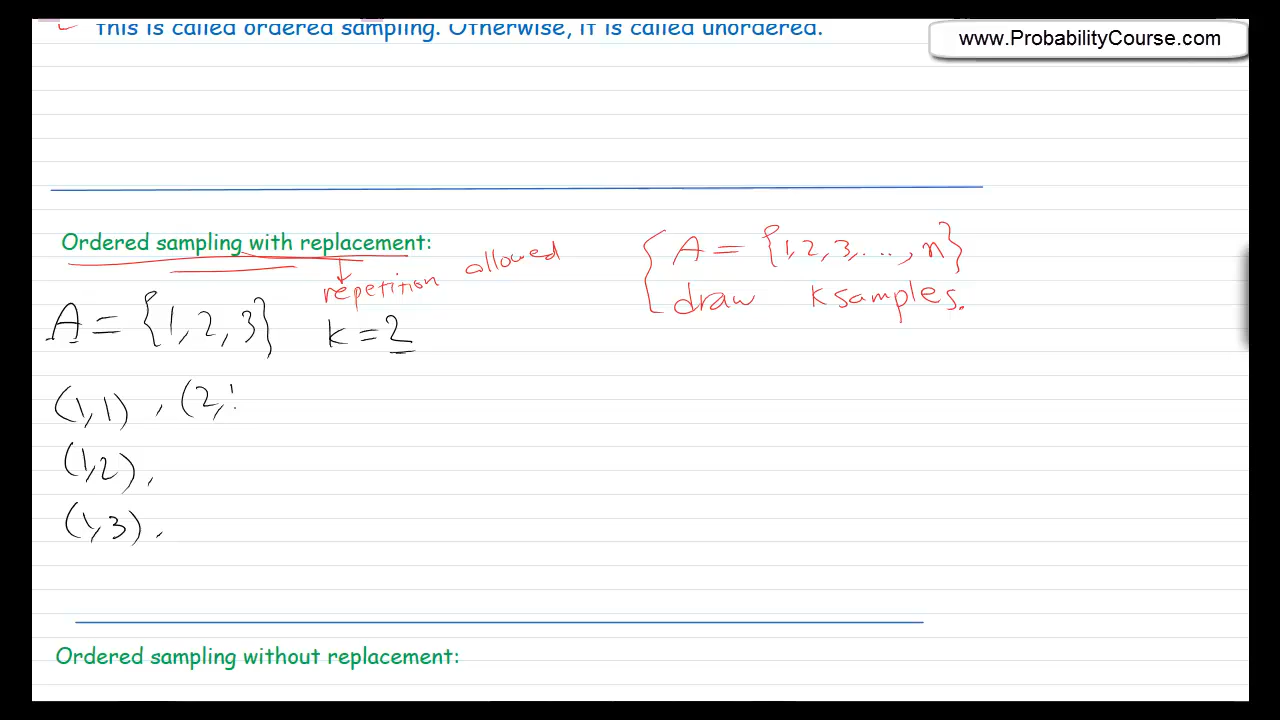 this is called ordered sampling. Otherwise, it is called unordered.
www.ProbabilityCourse.com
Ordered sampling with replacement:
repetition allowed
A = {1, 2, 3, ..., n}
draw k samples.
A = {1, 2, 3} k = 2
(1,1) , (2,
(1,2) ,
(1,3) ,
Ordered sampling without replacement: